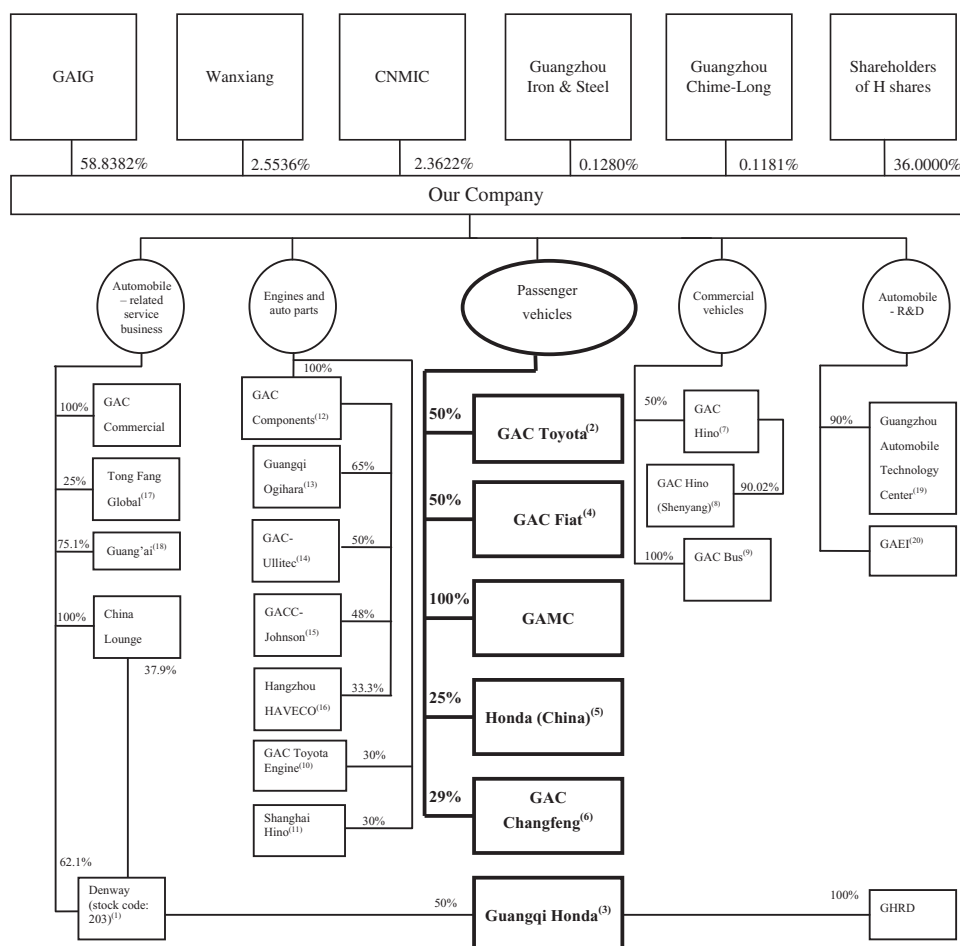 GAIG
Wanxiang
CNMIC
Guangzhou
Iron & Steel
Guangzhou
Chime-Long
Shareholders
of H shares
58.8382%
2.5536%
2.3622%
0.1280%
0.1181%
36.0000%
Our Company
Automobile
– related
service
business
Engines and
auto parts
Passenger
vehicles
Commercial
vehicles
Automobile
- R&D
100%
GAC
Commercial
25%
Tong Fang
Global(17)
75.1%
Guang’ai(18)
100%
China
Lounge
37.9%
62.1%
Denway
(stock code:
203)(1)
100%
GAC
Components(12)
Guangqi
Ogihara(13)
65%
GAC-
Ullitec(14)
50%
GACC-
Johnson(15)
48%
Hangzhou
HAVECO(16)
33.3%
GAC Toyota
Engine(10)
30%
Shanghai
Hino(11)
30%
50%
GAC Toyota(2)
50%
GAC Fiat(4)
100%
GAMC
25%
Honda (China)(5)
29%
GAC
Changfeng(6)
50%
Guangqi Honda(3)
50%
GAC
Hino(7)
GAC Hino
(Shenyang)(8)
90.02%
100%
GAC Bus(9)
90%
Guangzhou
Automobile
Technology
Center(19)
GAEI(20)
100%
GHRD